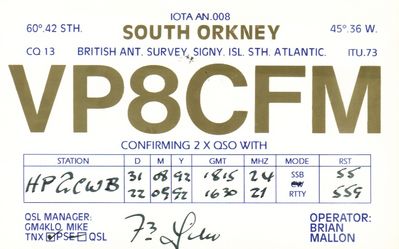 IOTA AN.008
60°.42 STH. SOUTH ORKNEY 45°.36 W.
CQ 13 BRITISH ANT. SURVEY, SIGNY. ISL. STH. ATLANTIC. ITU.73
VP8CFM
CONFIRMING 2 X QSO WITH
STATION D M Y GMT MHZ MODE RST
HP2CWB 31 08 92 1815 24 SSB 55
22 09 92 1630 21 RTTY 559
QSL MANAGER:
GM4KLO, MIKE
TNX PSE QSL
73
OPERATOR:
BRIAN
MALLON